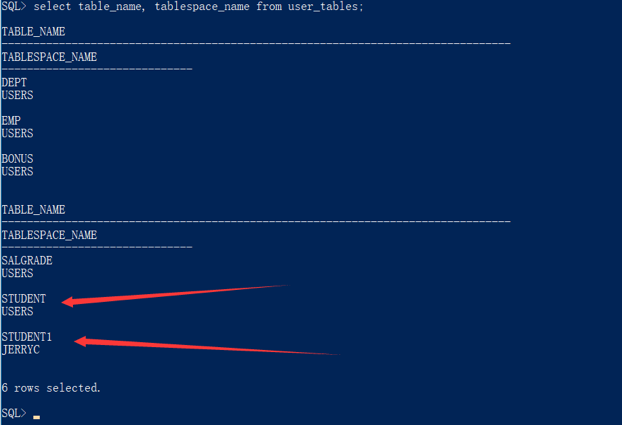 SQL> select table_name, tablespace_name from user_tables;
TABLE_NAME
--------------------------------------------------------------------------------
TABLESPACE_NAME
------------------------------
DEPT
USERS
EMP
USERS
BONUS
USERS
TABLE_NAME
--------------------------------------------------------------------------------
TABLESPACE_NAME
------------------------------
SALGRADE
USERS
STUDENT
USERS
STUDENT1
JERRYC
6 rows selected.
SQL>